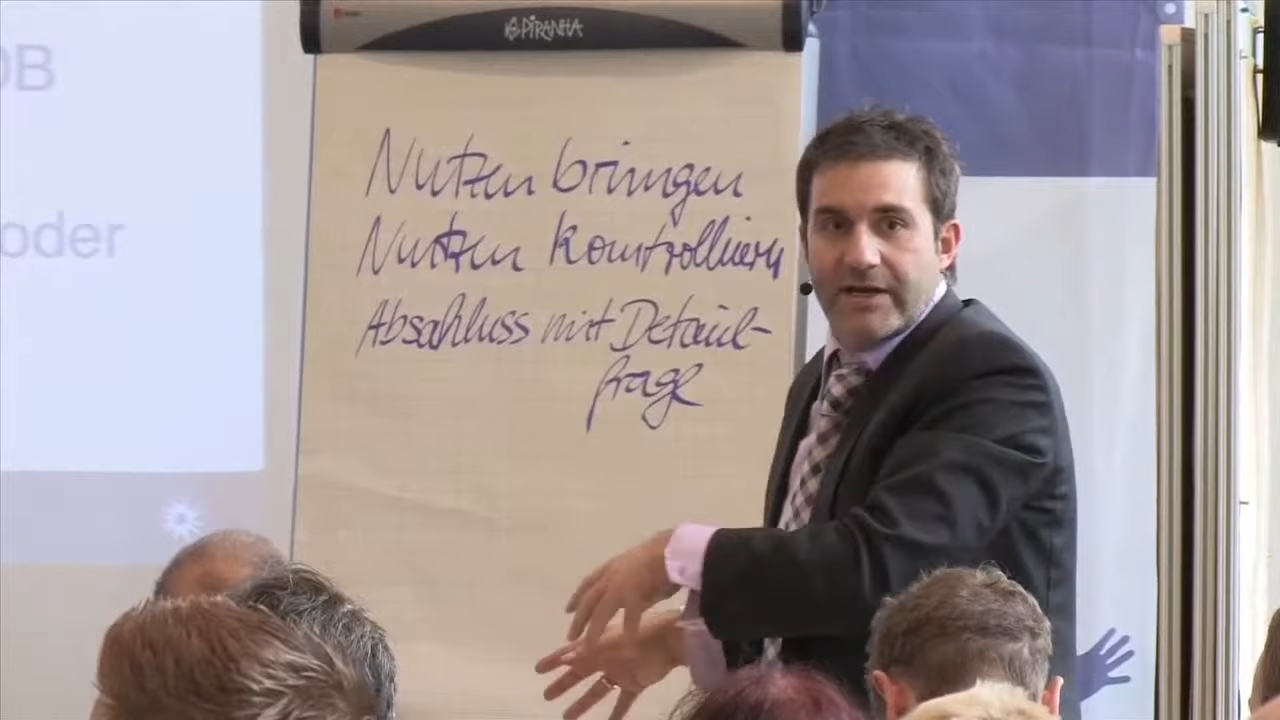 PIRANHA
OB
oder
Nutzen bringen
Nutzen kontrollieren
Abschluss mit Detail-
frage